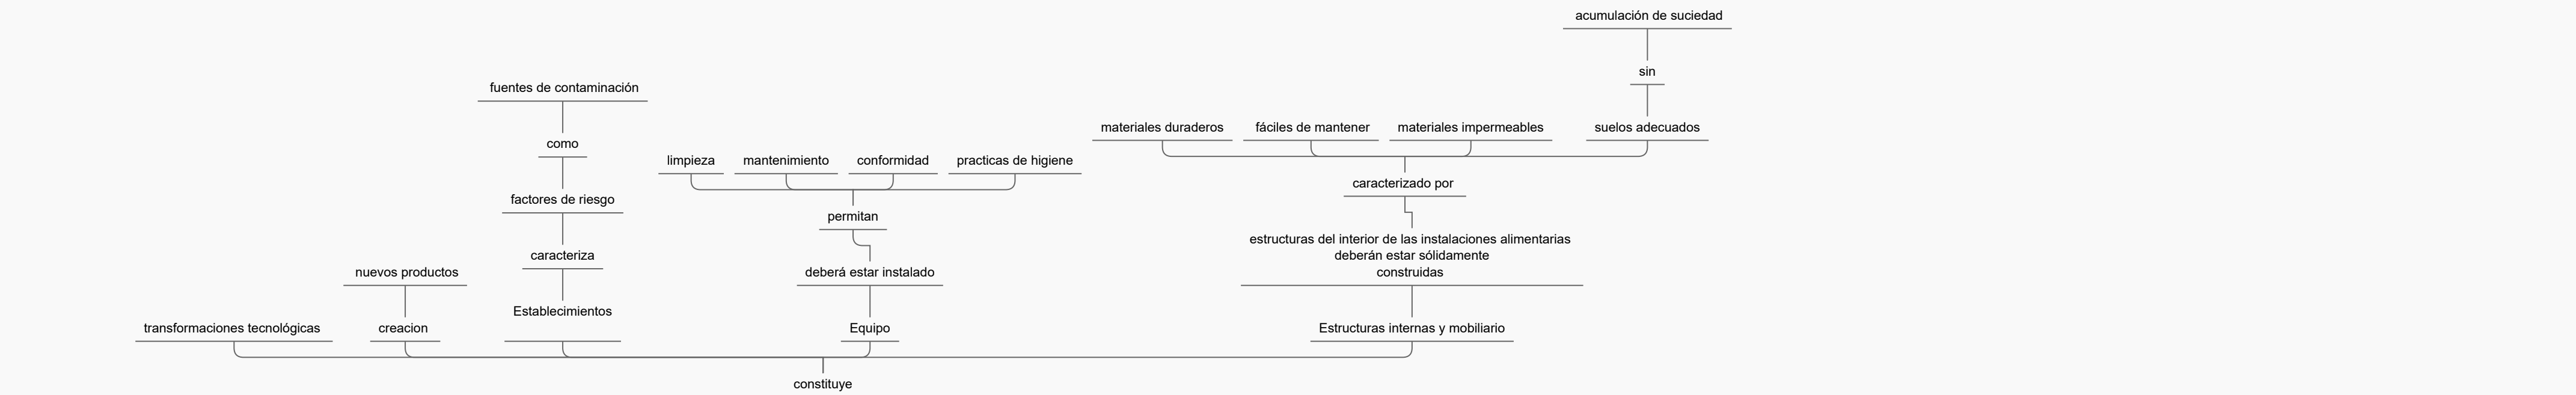 acumulación de suciedad
sin
fuentes de contaminación
como
materiales duraderos
fáciles de mantener
materiales impermeables
suelos adecuados
limpieza
mantenimiento
conformidad
practicas de higiene
caracterizado por
factores de riesgo
permitan
estructuras del interior de las instalaciones alimentarias
deberán estar sólidamente
construidas
caracteriza
nuevos productos
deberá estar instalado
Establecimientos
transformaciones tecnológicas
creacion
Equipo
Estructuras internas y mobiliario
constituye